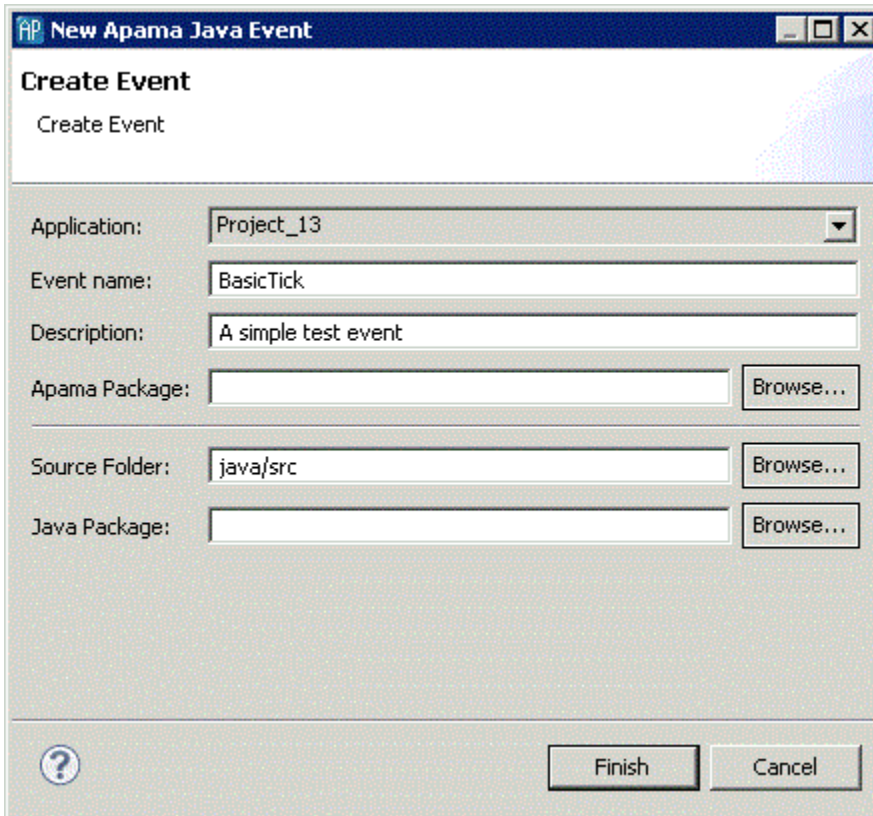 AP New Apama Java Event
Create Event
Create Event
Application: Project_13
Event name: BasicTick
Description: A simple test event
Apama Package: Browse...
Source Folder: java/src Browse...
Java Package: Browse...
? Finish Cancel